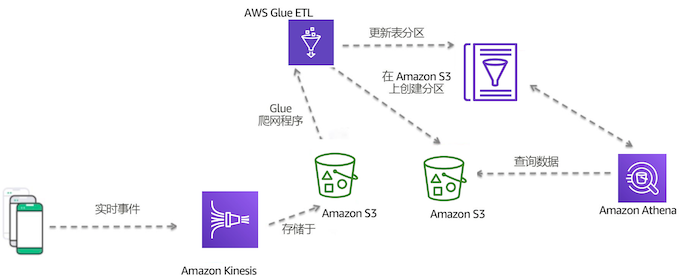 AWS Glue ETL
更新表分区
在 Amazon S3
上创建分区
Glue
爬网程序
查询数据
实时事件
Amazon S3
Amazon S3
Amazon Athena
存储于
Amazon Kinesis